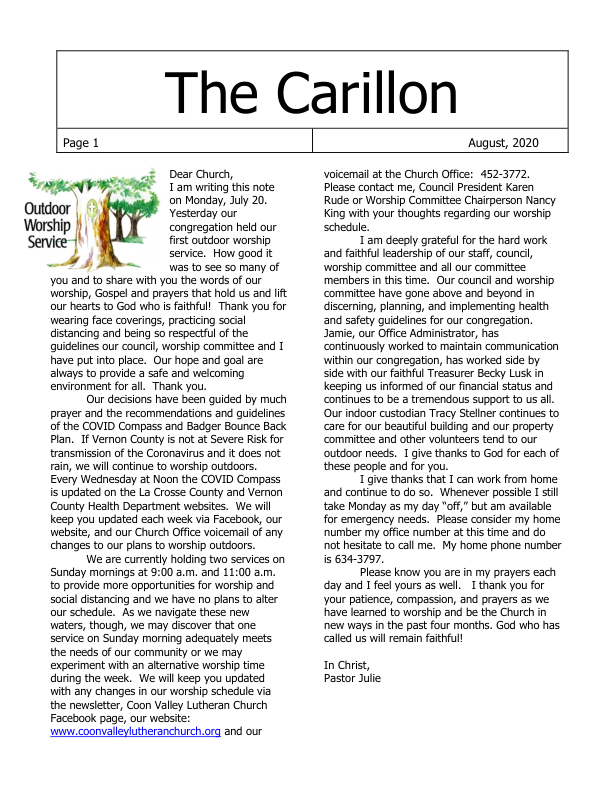 The Carillon
Page 1
August, 2020
Outdoor
Worship
Service
Dear Church,
I am writing this note
on Monday, July 20.
Yesterday our
congregation held our
first outdoor worship
service.  How good it
was to see so many of
you and to share with you the words of our
worship, Gospel and prayers that hold us and lift
our hearts to God who is faithful!  Thank you for
wearing face coverings, practicing social
distancing and being so respectful of the
guidelines our council, worship committee and I
have put into place.  Our hope and goal are
always to provide a safe and welcoming
environment for all.  Thank you.
Our decisions have been guided by much
prayer and the recommendations and guidelines
of the COVID Compass and Badger Bounce Back
Plan.  If Vernon County is not at Severe Risk for
transmission of the Coronavirus and it does not
rain, we will continue to worship outdoors.
Every Wednesday at Noon the COVID Compass
is updated on the La Crosse County and Vernon
County Health Department websites.  We will
keep you updated each week via Facebook, our
website, and our Church Office voicemail of any
changes to our plans to worship outdoors.
We are currently holding two services on
Sunday mornings at 9:00 a.m. and 11:00 a.m.
to provide more opportunities for worship and
social distancing and we have no plans to alter
our schedule.  As we navigate these new
waters, though, we may discover that one
service on Sunday morning adequately meets
the needs of our community or we may
experiment with an alternative worship time
during the week.  We will keep you updated
with any changes in our worship schedule via
the newsletter, Coon Valley Lutheran Church
Facebook page, our website:
www.coonvalleylutheranchurch.org and our
voicemail at the Church Office:  452-3772.
Please contact me, Council President Karen
Rude or Worship Committee Chairperson Nancy
King with your thoughts regarding our worship
schedule.
I am deeply grateful for the hard work
and faithful leadership of our staff, council,
worship committee and all our committee
members in this time.  Our council and worship
committee have gone above and beyond in
discerning, planning, and implementing health
and safety guidelines for our congregation.
Jamie, our Office Administrator, has
continuously worked to maintain communication
within our congregation, has worked side by
side with our faithful Treasurer Becky Lusk in
keeping us informed of our financial status and
continues to be a tremendous support to us all.
Our indoor custodian Tracy Stellner continues to
care for our beautiful building and our property
committee and other volunteers tend to our
outdoor needs.  I give thanks to God for each of
these people and for you.
I give thanks that I can work from home
and continue to do so.  Whenever possible I still
take Monday as my day “off,” but am available
for emergency needs.  Please consider my home
number my office number at this time and do
not hesitate to call me.  My home phone number
is 634-3797.
Please know you are in my prayers each
day and I feel yours as well.   I thank you for
your patience, compassion, and prayers as we
have learned to worship and be the Church in
new ways in the past four months. God who has
called us will remain faithful!
In Christ,
Pastor Julie